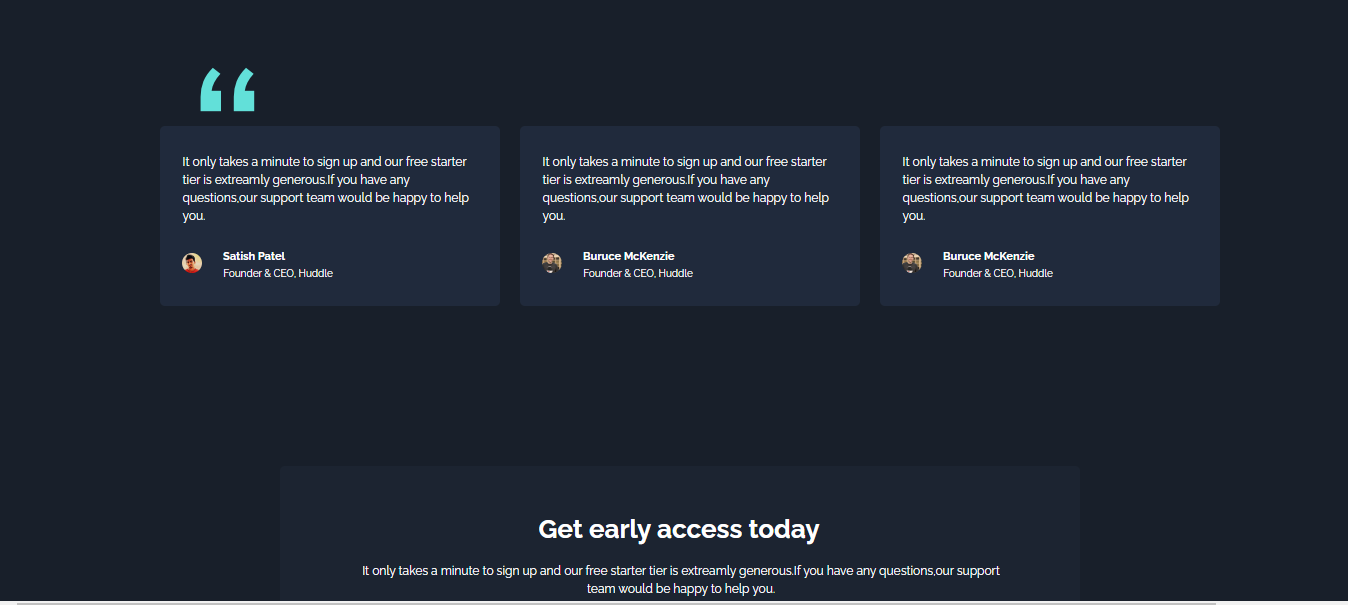 “
It only takes a minute to sign up and our free starter
tier is extreamly generous.If you have any
questions,our support team would be happy to help
you.
Satish Patel
Founder & CEO, Huddle
It only takes a minute to sign up and our free starter
tier is extreamly generous.If you have any
questions,our support team would be happy to help
you.
Buruce McKenzie
Founder & CEO, Huddle
It only takes a minute to sign up and our free starter
tier is extreamly generous.If you have any
questions,our support team would be happy to help
you.
Buruce McKenzie
Founder & CEO, Huddle
Get early access today
It only takes a minute to sign up and our free starter tier is extreamly generous.If you have any questions,our support
team would be happy to help you.